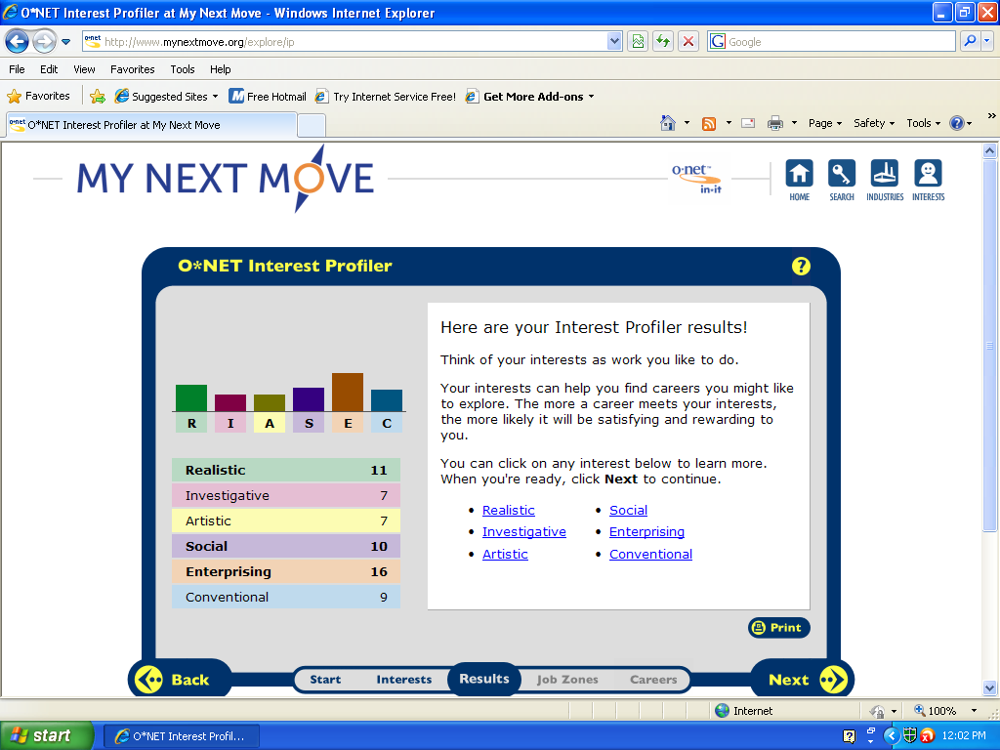 O*NET Interest Profiler at My Next Move - Windows Internet Explorer
o·net http://www.mynextmove.org/explore/ip
Google
File Edit View Favorites Tools Help
Favorites Suggested Sites Free Hotmail Try Internet Service Free! Get More Add-ons
O*NET Interest Profiler at My Next Move
Page Safety Tools »
MY NEXT MOVE
o·net™ in-it
HOME SEARCH INDUSTRIES INTERESTS
O*NET Interest Profiler ?
R I A S E C
Realistic 11
Investigative 7
Artistic 7
Social 10
Enterprising 16
Conventional 9
Here are your Interest Profiler results!
Think of your interests as work you like to do.
Your interests can help you find careers you might like
to explore. The more a career meets your interests,
the more likely it will be satisfying and rewarding to
you.
You can click on any interest below to learn more.
When you're ready, click Next to continue.
• Realistic
• Investigative
• Artistic
• Social
• Enterprising
• Conventional
Print
Back Start Interests Results Job Zones Careers Next
Internet 100%
start O*NET Interest Profil... 12:02 PM